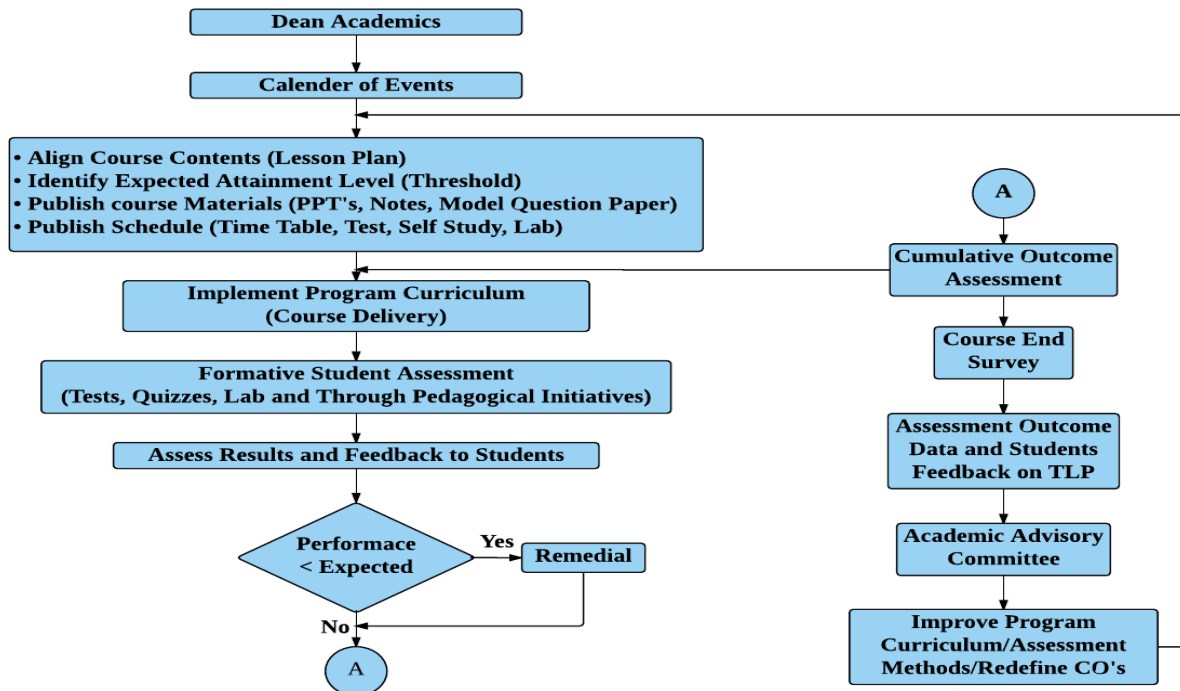 Dean Academics
Calender of Events
• Align Course Contents (Lesson Plan)
• Identify Expected Attainment Level (Threshold)
• Publish course Materials (PPT's, Notes, Model Question Paper)
• Publish Schedule (Time Table, Test, Self Study, Lab)
Implement Program Curriculum
(Course Delivery)
Formative Student Assessment
(Tests, Quizzes, Lab and Through Pedagogical Initiatives)
Assess Results and Feedback to Students
Performace
< Expected
Yes
Remedial
No
A
A
Cumulative Outcome
Assessment
Course End
Survey
Assessment Outcome
Data and Students
Feedback on TLP
Academic Advisory
Committee
Improve Program
Curriculum/Assessment
Methods/Redefine CO's